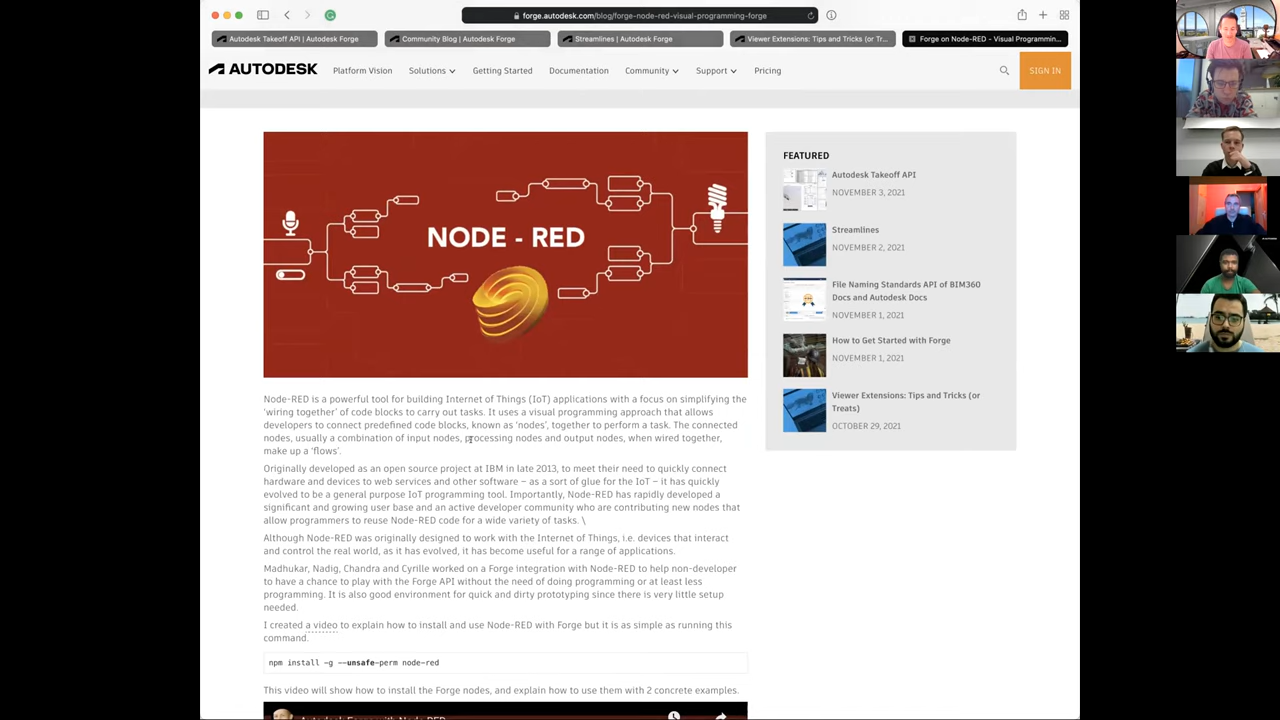 forge.autodesk.com/blog/forge-node-red-visual-programming-forge
Autodesk Takeoff API | Autodesk Forge
Community Blog | Autodesk Forge
Streamlines | Autodesk Forge
Viewer Extensions: Tips and Tricks (or Tr...
Forge on Node-RED - Visual Programmin...
AUTODESK
Platform Vision
Solutions
Getting Started
Documentation
Community
Support
Pricing
SIGN IN
NODE - RED
Node-RED is a powerful tool for building Internet of Things (IoT) applications with a focus on simplifying the
‘wiring together’ of code blocks to carry out tasks. It uses a visual programming approach that allows
developers to connect predefined code blocks, known as ‘nodes’, together to perform a task. The connected
nodes, usually a combination of input nodes, processing nodes and output nodes, when wired together,
make up a ‘flows’.
Originally developed as an open source project at IBM in late 2013, to meet their need to quickly connect
hardware and devices to web services and other software – as a sort of glue for the IoT – it has quickly
evolved to be a general purpose IoT programming tool. Importantly, Node-RED has rapidly developed a
significant and growing user base and an active developer community who are contributing new nodes that
allow programmers to reuse Node-RED code for a wide variety of tasks. \
Although Node-RED was originally designed to work with the Internet of Things, i.e. devices that interact
and control the real world, as it has evolved, it has become useful for a range of applications.
Madhukar, Nadig, Chandra and Cyrille worked on a Forge integration with Node-RED to help non-developer
to have a chance to play with the Forge API without the need of doing programming or at least less
programming. It is also good environment for quick and dirty prototyping since there is very little setup
needed.
I created a video to explain how to install and use Node-RED with Forge but it is as simple as running this
command.
npm install -g --unsafe-perm node-red
This video will show how to install the Forge nodes, and explain how to use them with 2 concrete examples.
Autodesk Forge with Node-RED
FEATURED
Autodesk Takeoff API
NOVEMBER 3, 2021
Streamlines
NOVEMBER 2, 2021
File Naming Standards API of BIM360
Docs and Autodesk Docs
NOVEMBER 1, 2021
How to Get Started with Forge
NOVEMBER 1, 2021
Viewer Extensions: Tips and Tricks (or
Treats)
OCTOBER 29, 2021